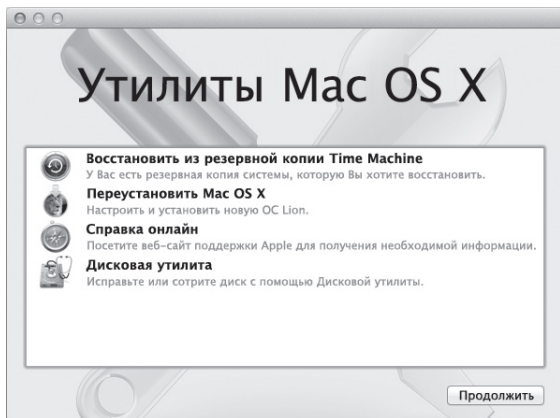 Утилиты Mac OS X
Восстановить из резервной копии Time Machine
У Вас есть резервная копия системы, которую Вы хотите восстановить.
Переустановить Mac OS X
Настроить и установить новую ОС Lion.
Справка онлайн
Посетите веб-сайт поддержки Apple для получения необходимой информации.
Дисковая утилита
Исправьте или сотрите диск с помощью Дисковой утилиты.
Продолжить